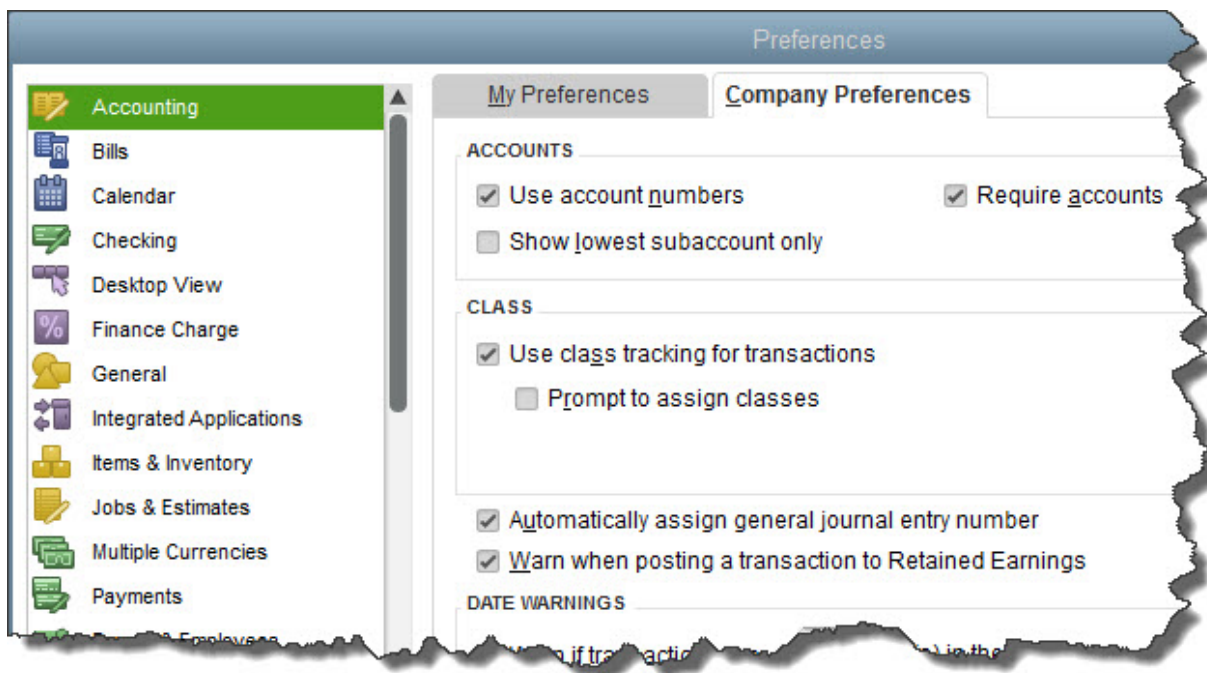 Preferences
Accounting
Bills
Calendar
Checking
Desktop View
Finance Charge
General
Integrated Applications
Items & Inventory
Jobs & Estimates
Multiple Currencies
Payments
My Preferences
Company Preferences
ACCOUNTS
Use account numbers
Require accounts
Show lowest subaccount only
CLASS
Use class tracking for transactions
Prompt to assign classes
Automatically assign general journal entry number
Warn when posting a transaction to Retained Earnings
DATE WARNINGS
if in the